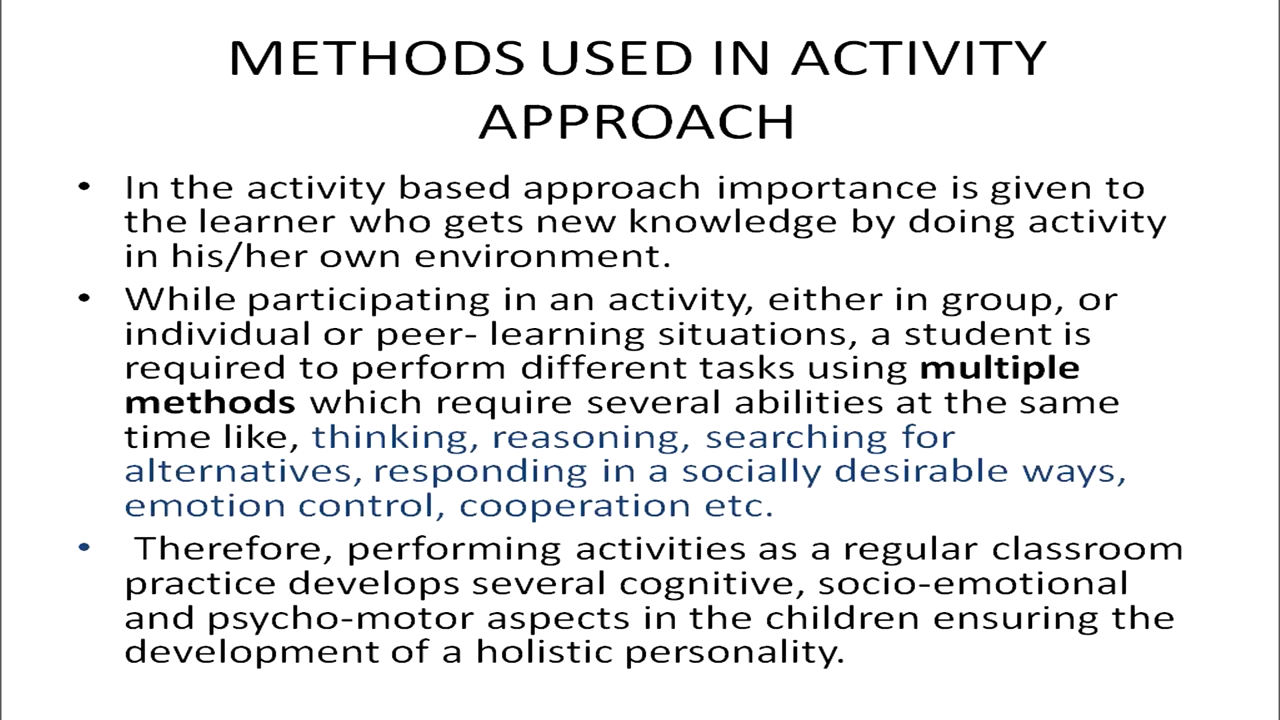 METHODS USED IN ACTIVITY
APPROACH
• In the activity based approach importance is given to
the learner who gets new knowledge by doing activity
in his/her own environment.
• While participating in an activity, either in group, or
individual or peer- learning situations, a student is
required to perform different tasks using multiple
methods which require several abilities at the same
time like, thinking, reasoning, searching for
alternatives, responding in a socially desirable ways,
emotion control, cooperation etc.
• Therefore, performing activities as a regular classroom
practice develops several cognitive, socio-emotional
and psycho-motor aspects in the children ensuring the
development of a holistic personality.